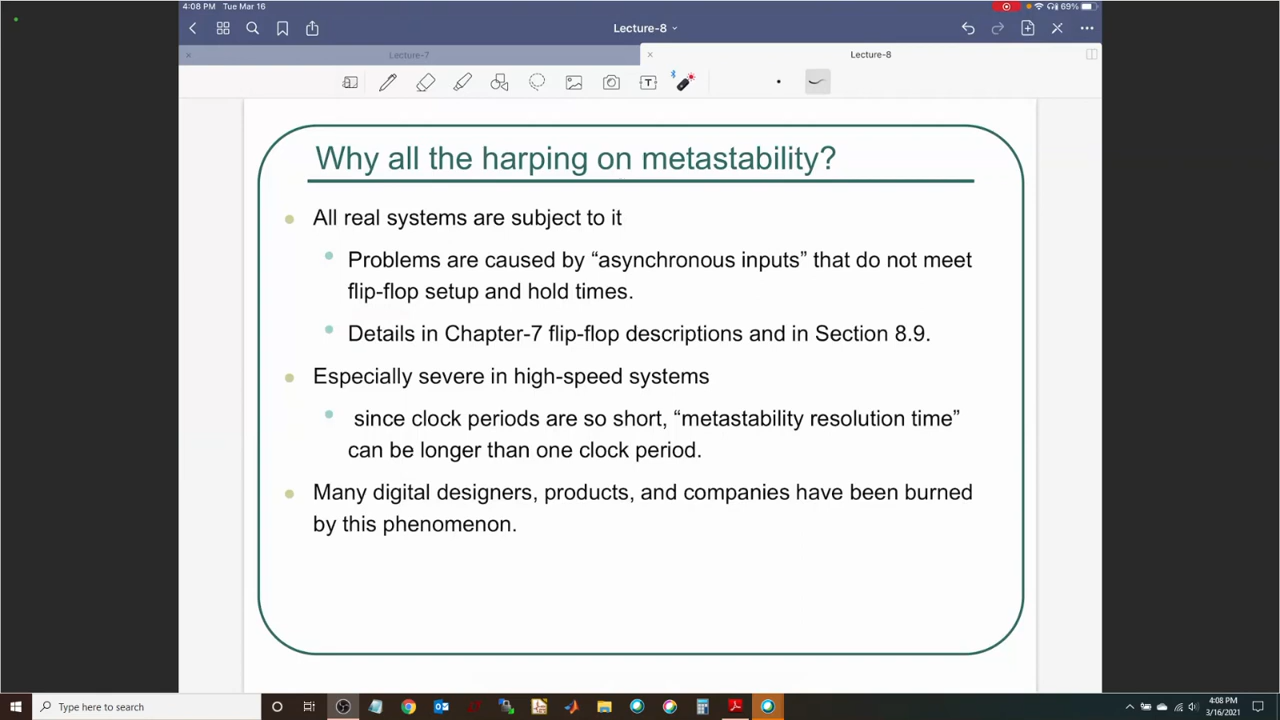 4:08 PM Tue Mar 16
69%
Lecture-8
Lecture-7
Lecture-8
T
Why all the harping on metastability?
All real systems are subject to it
Problems are caused by “asynchronous inputs” that do not meet
flip-flop setup and hold times.
Details in Chapter-7 flip-flop descriptions and in Section 8.9.
Especially severe in high-speed systems
since clock periods are so short, “metastability resolution time”
can be longer than one clock period.
Many digital designers, products, and companies have been burned
by this phenomenon.
Type here to search
4:08 PM
3/16/2021